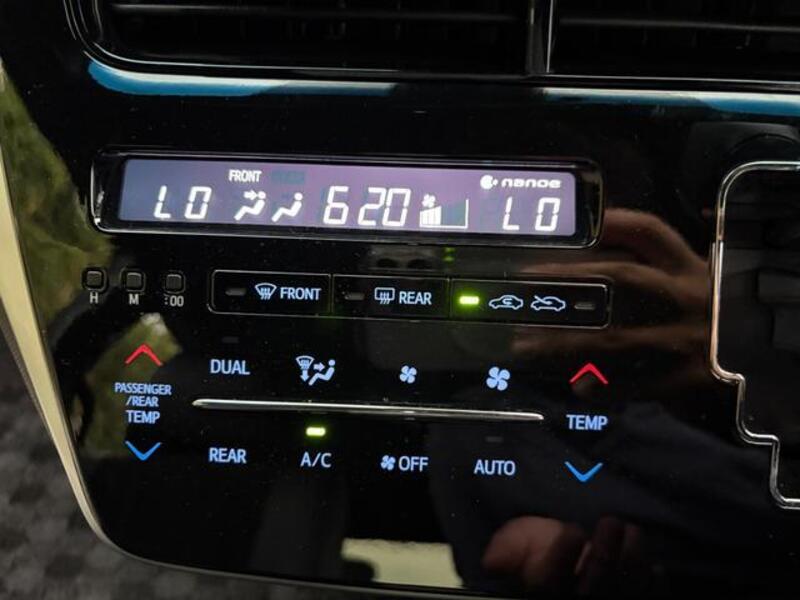 FRONT
nanoe
LO 6 20 LO
H M :00
FRONT REAR
DUAL
PASSENGER
/REAR
TEMP
TEMP
REAR A/C OFF AUTO